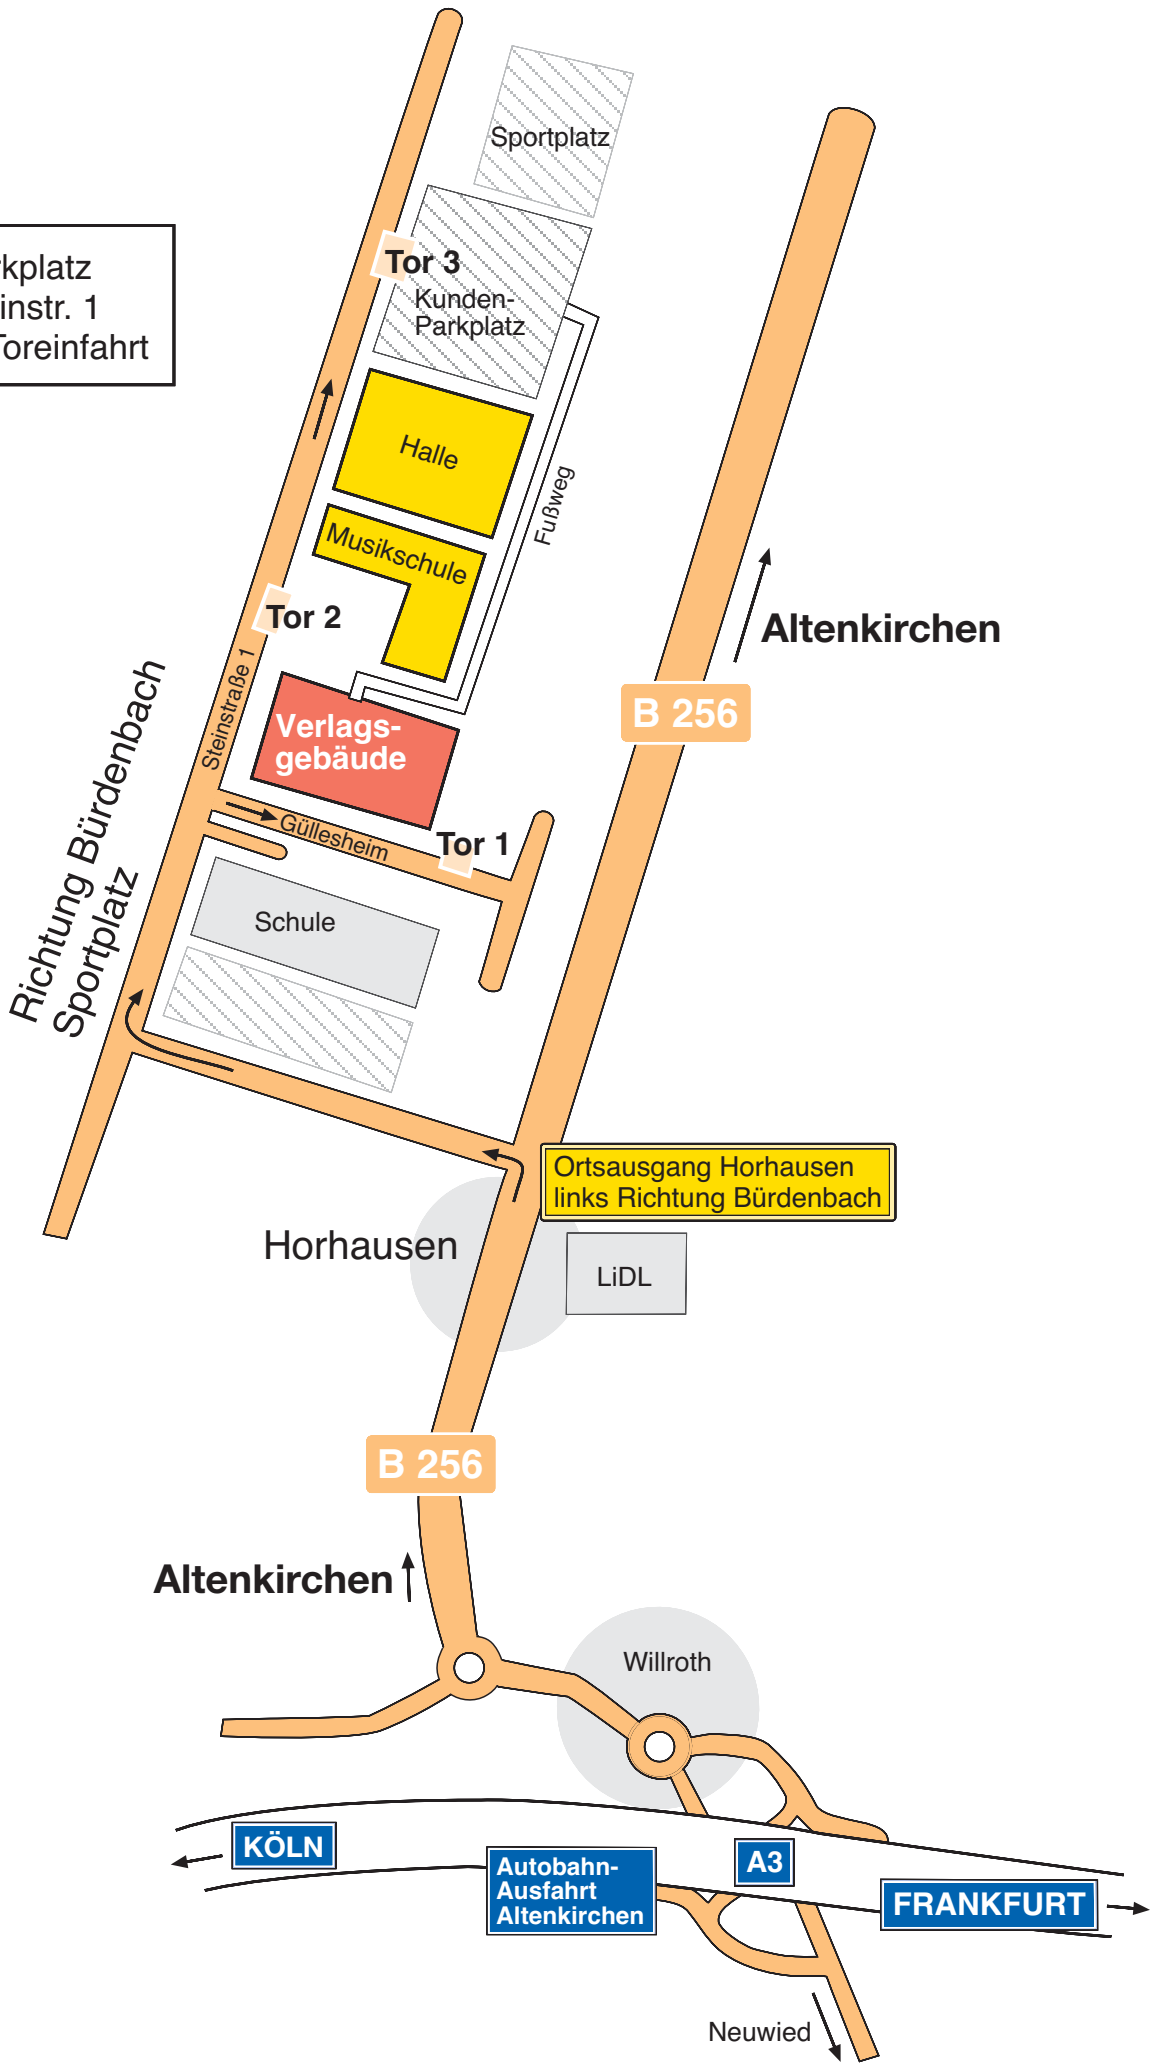 Sportplatz
Tor 3
Kunden-
Parkplatz
rkplatz
instr. 1
Toreinfahrt
Halle
Fußweg
Musikschule
Tor 2
Altenkirchen
Steinstraße 1
B 256
Verlags-
gebäude
Richtung Bürdenbach
Sportplatz
Güllesheim
Tor 1
Schule
Ortsausgang Horhausen
links Richtung Bürdenbach
Horhausen
LiDL
B 256
Altenkirchen
Willroth
KÖLN
A3
Autobahn-
Ausfahrt
Altenkirchen
FRANKFURT
Neuwied